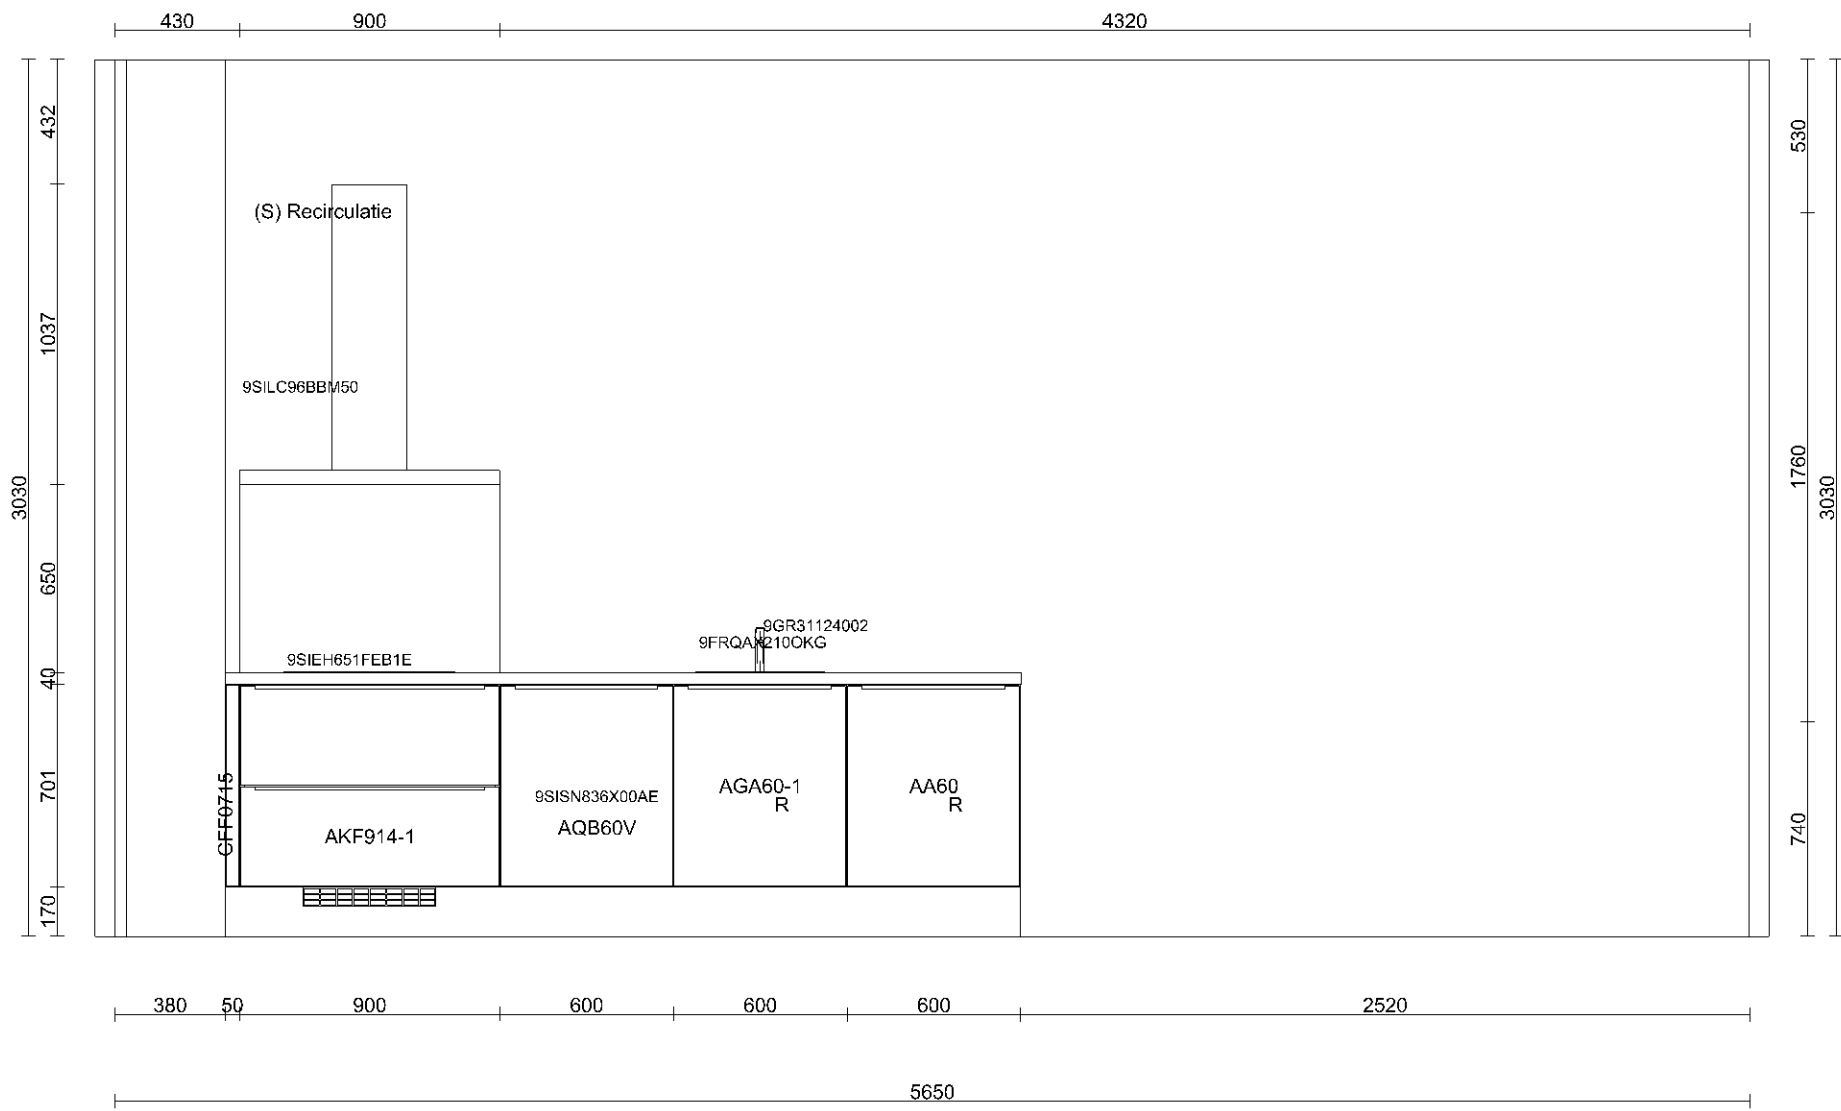 430 900 4320
432
530
(S) Recirculatie
1037
9SILC96BBM50
1760
3030
3030
650
9GR31124002
9FRQAX210OKG
9SIEH651FEB1E
40
701
GFF0715
AGA60-1
R
AA60
R
9SISN836X00AE
AQB60V
AKF914-1
740
170
380 50 900 600 600 600 2520
5650